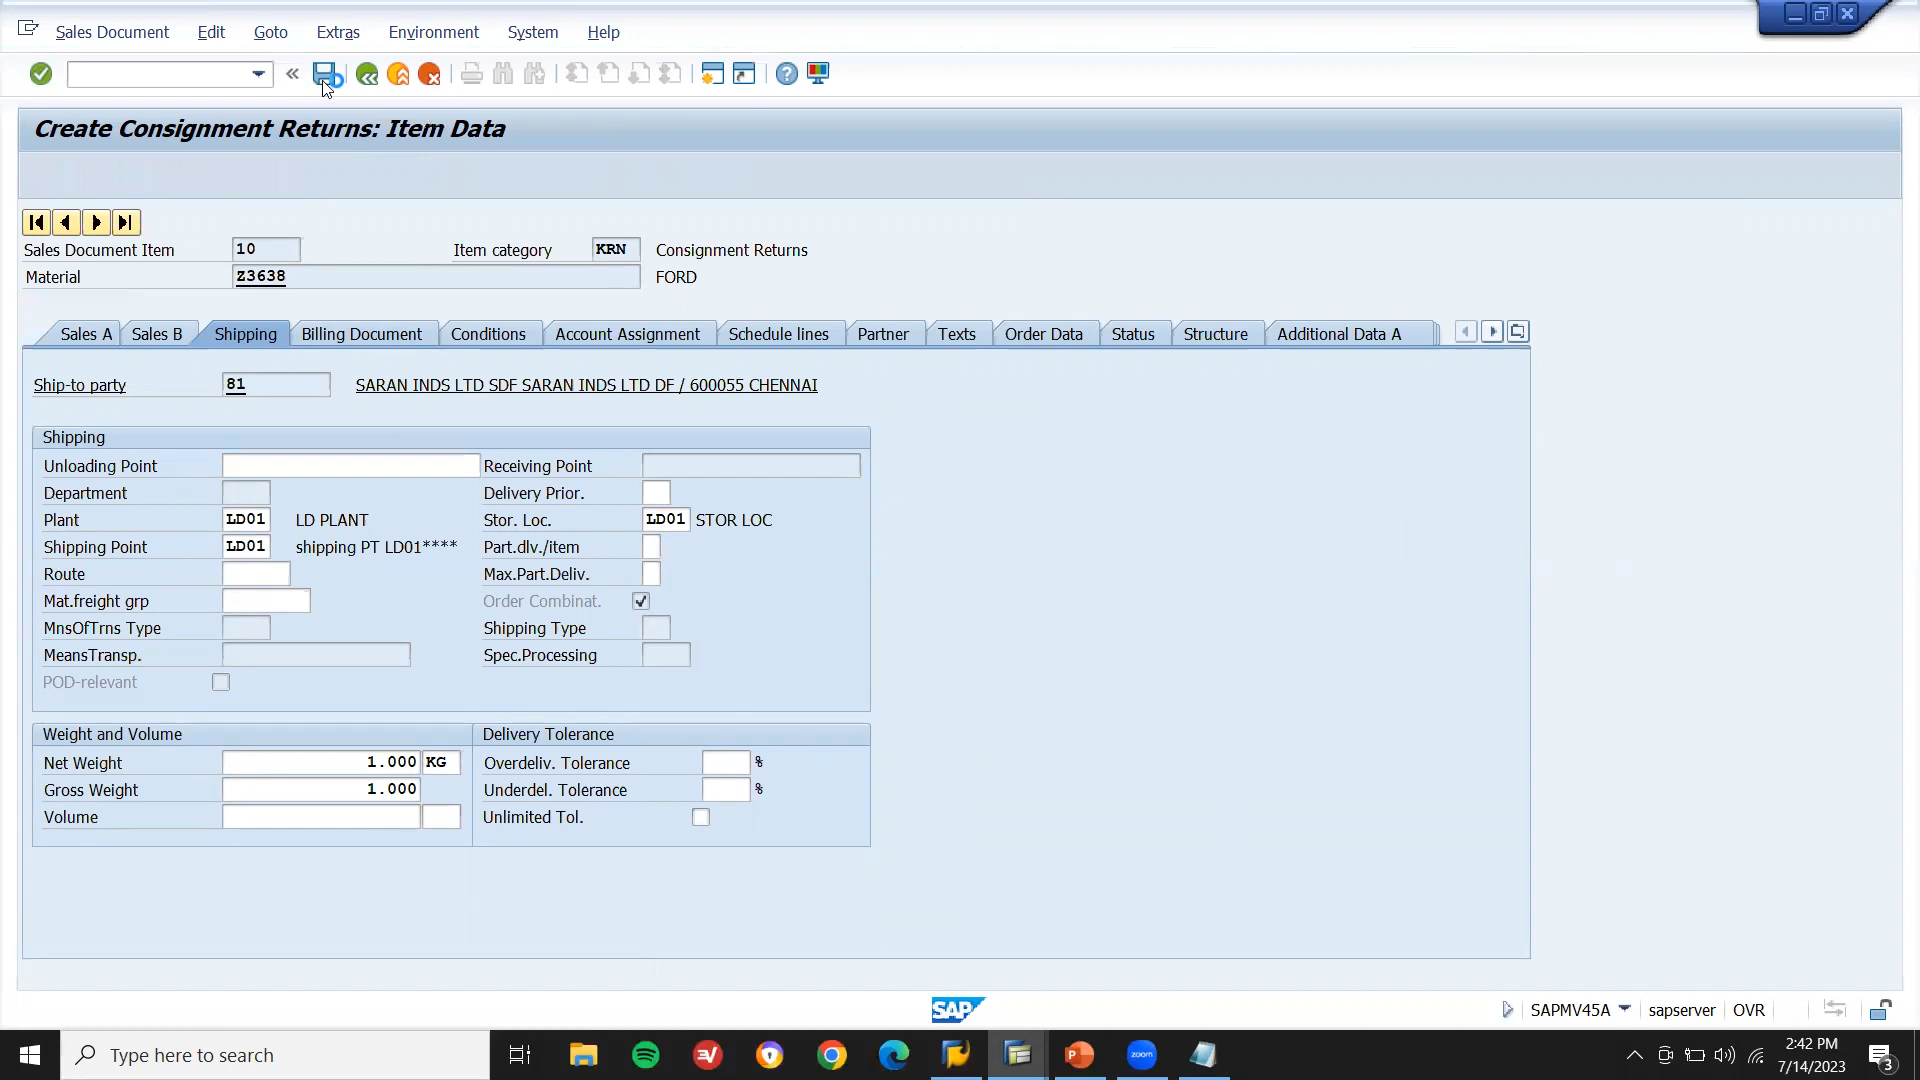 Sales Document Edit Goto Extras Environment System Help
Create Consignment Returns: Item Data
Sales Document Item 10 Item category KRN Consignment Returns
Material Z3638 FORD
Sales A Sales B Shipping Billing Document Conditions Account Assignment Schedule lines Partner Texts Order Data Status Structure Additional Data A
Ship-to party 81 SARAN INDS LTD SDF SARAN INDS LTD DF / 600055 CHENNAI
Shipping
Unloading Point Receiving Point
Department Delivery Prior.
Plant LD01 LD PLANT Stor. Loc. LD01 STOR LOC
Shipping Point LD01 shipping PT LD01**** Part.dlv./item
Route Max.Part.Deliv.
Mat.freight grp Order Combinat.
MnsOfTrns Type Shipping Type
MeansTransp. Spec.Processing
POD-relevant
Weight and Volume Delivery Tolerance
Net Weight 1.000 KG Overdeliv. Tolerance %
Gross Weight 1.000 Underdel. Tolerance %
Volume Unlimited Tol.
SAP SAPMV45A sapserver OVR
Type here to search zoom 2:42 PM
7/14/2023 3